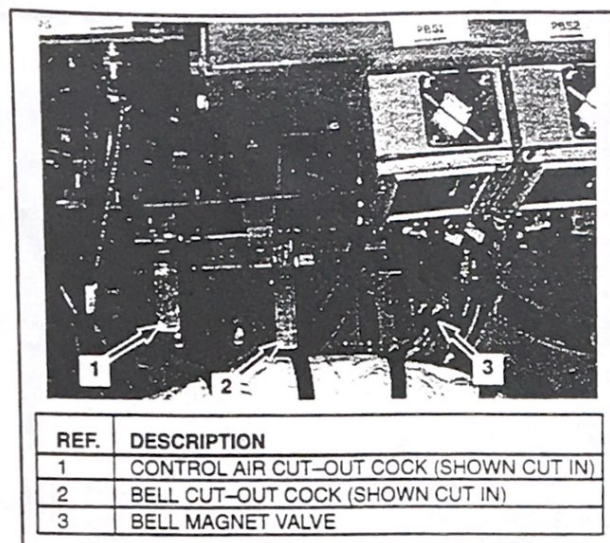 PS
PBS1
PBS2
1
2
3
REF. DESCRIPTION
1 CONTROL AIR CUT–OUT COCK (SHOWN CUT IN)
2 BELL CUT–OUT COCK (SHOWN CUT IN)
3 BELL MAGNET VALVE